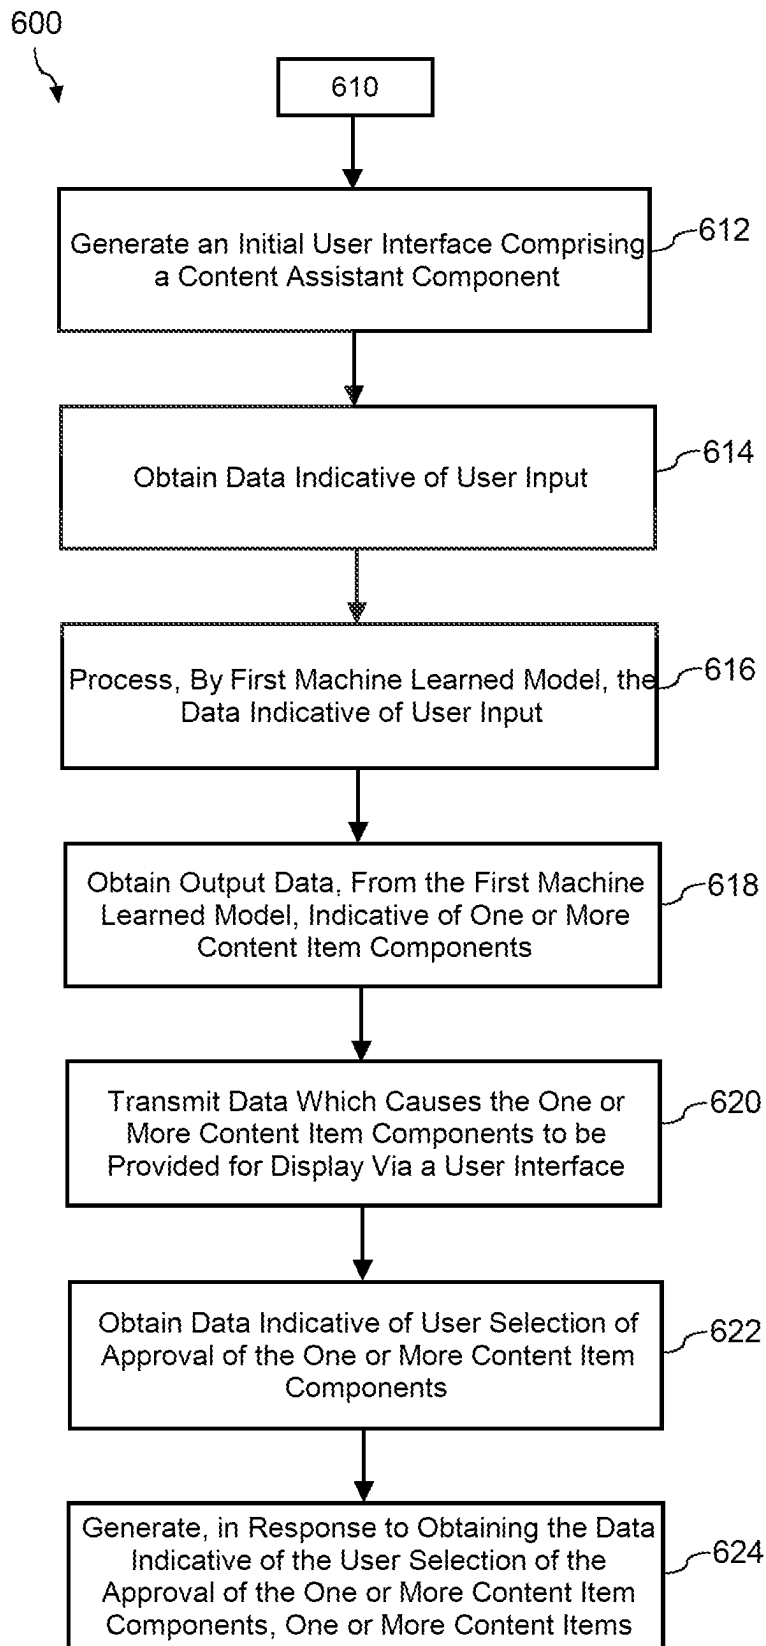 600
610
Generate an Initial User Interface Comprising
a Content Assistant Component
612
Obtain Data Indicative of User Input
614
Process, By First Machine Learned Model, the
Data Indicative of User Input
616
Obtain Output Data, From the First Machine
Learned Model, Indicative of One or More
Content Item Components
618
Transmit Data Which Causes the One or
More Content Item Components to be
Provided for Display Via a User Interface
620
Obtain Data Indicative of User Selection of
Approval of the One or More Content Item
Components
622
Generate, in Response to Obtaining the Data
Indicative of the User Selection of the
Approval of the One or More Content Item
Components, One or More Content Items
624